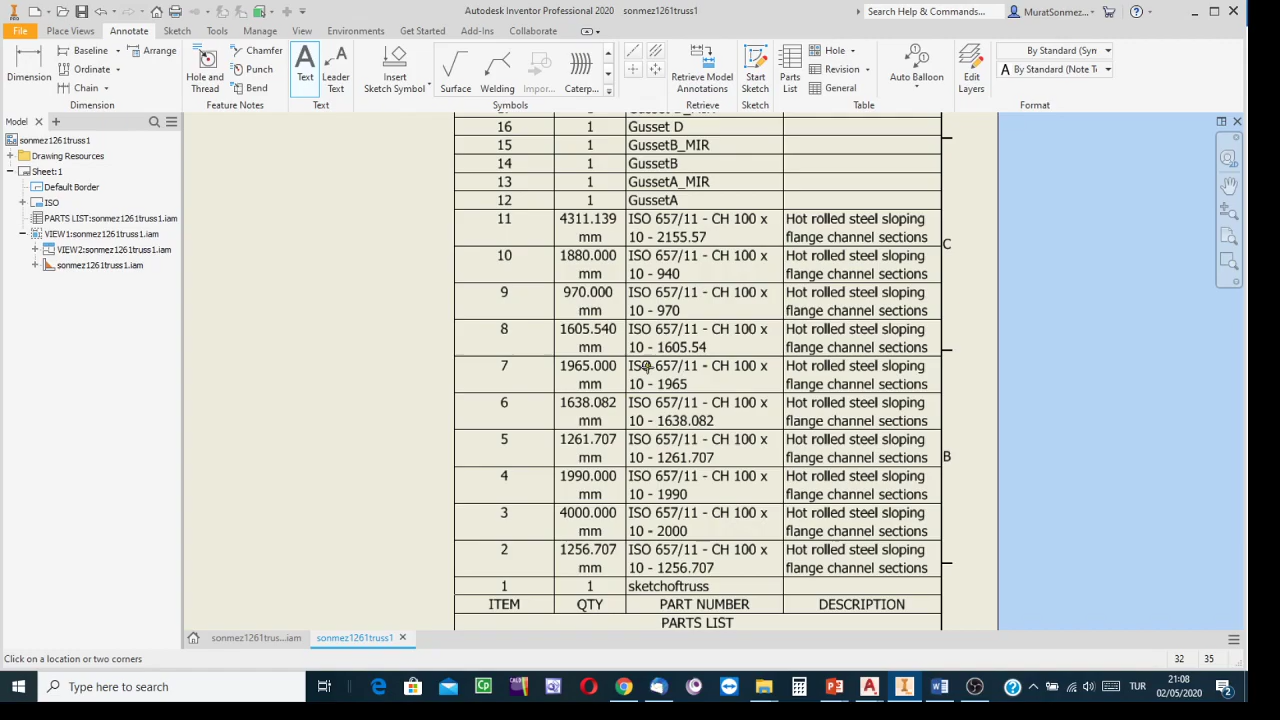 Autodesk Inventor Professional 2020 sonmez1261truss1
Search Help & Commands...
MuratSonmez...
File Place Views Annotate Sketch Tools Manage View Environments Get Started Add-Ins Collaborate
Dimension
Baseline
Ordinate
Chain
Arrange
Dimension
Hole and Thread
Chamfer
Punch
Bend
Feature Notes
Text
Leader Text
Text
Insert
Sketch Symbol
Surface
Welding
Impor...
Caterp...
Symbols
Retrieve Model
Annotations
Retrieve
Start
Sketch
Sketch
Parts
List
Hole
Revision
General
Table
Auto Balloon
Edit
Layers
By Standard (Syn
By Standard (Note T
Format
Model
sonmez1261truss1
Drawing Resources
Sheet:1
Default Border
ISO
PARTS LIST:sonmez1261truss1.iam
VIEW1:sonmez1261truss1.iam
VIEW2:sonmez1261truss1.iam
sonmez1261truss1.iam
16 1 Gusset D
15 1 GussetB_MIR
14 1 GussetB
13 1 GussetA_MIR
12 1 GussetA
11 4311.139 ISO 657/11 - CH 100 x Hot rolled steel sloping
mm 10 - 2155.57 flange channel sections
10 1880.000 ISO 657/11 - CH 100 x Hot rolled steel sloping
mm 10 - 940 flange channel sections
9 970.000 ISO 657/11 - CH 100 x Hot rolled steel sloping
mm 10 - 970 flange channel sections
8 1605.540 ISO 657/11 - CH 100 x Hot rolled steel sloping
mm 10 - 1605.54 flange channel sections
7 1965.000 ISO 657/11 - CH 100 x Hot rolled steel sloping
mm 10 - 1965 flange channel sections
6 1638.082 ISO 657/11 - CH 100 x Hot rolled steel sloping
mm 10 - 1638.082 flange channel sections
5 1261.707 ISO 657/11 - CH 100 x Hot rolled steel sloping
mm 10 - 1261.707 flange channel sections
4 1990.000 ISO 657/11 - CH 100 x Hot rolled steel sloping
mm 10 - 1990 flange channel sections
3 4000.000 ISO 657/11 - CH 100 x Hot rolled steel sloping
mm 10 - 2000 flange channel sections
2 1256.707 ISO 657/11 - CH 100 x Hot rolled steel sloping
mm 10 - 1256.707 flange channel sections
1 1 sketchoftruss
ITEM QTY PART NUMBER DESCRIPTION
PARTS LIST
C
B
sonmez1261trus...iam
sonmez1261truss1
Click on a location or two corners
32 35
Type here to search
TUR
21:08
02/05/2020
2